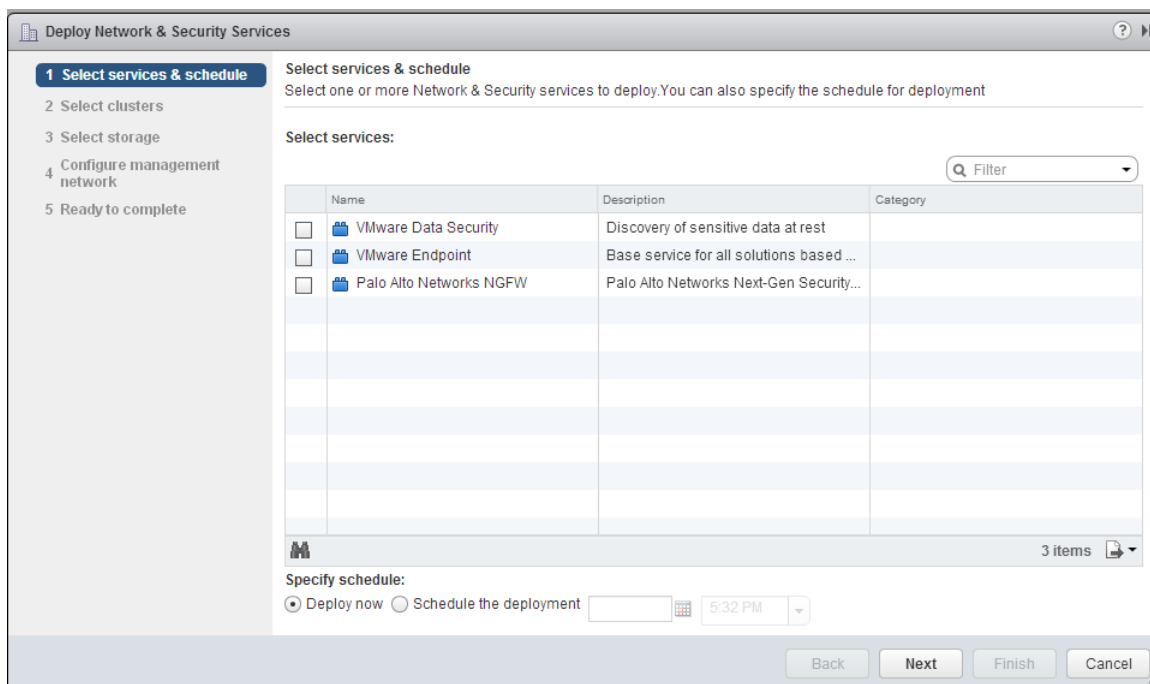 Deploy Network & Security Services
?
1 Select services & schedule
2 Select clusters
3 Select storage
4 Configure management
network
5 Ready to complete
Select services & schedule
Select one or more Network & Security services to deploy.You can also specify the schedule for deployment
Select services:
Filter
Name Description Category
VMware Data Security Discovery of sensitive data at rest
VMware Endpoint Base service for all solutions based ...
Palo Alto Networks NGFW Palo Alto Networks Next-Gen Security...
3 items
Specify schedule:
Deploy now Schedule the deployment 5:32 PM
Back Next Finish Cancel